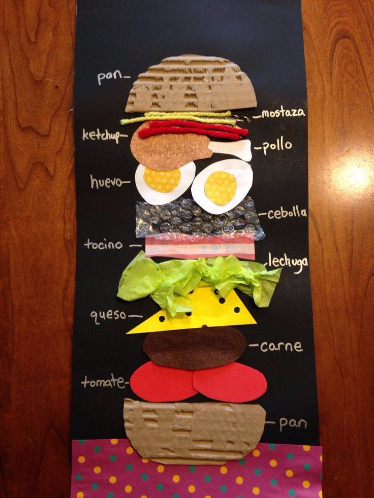 pan
mostaza
ketchup
pollo
huevo
cebolla
tocino
lechuga
queso
carne
tomate
pan